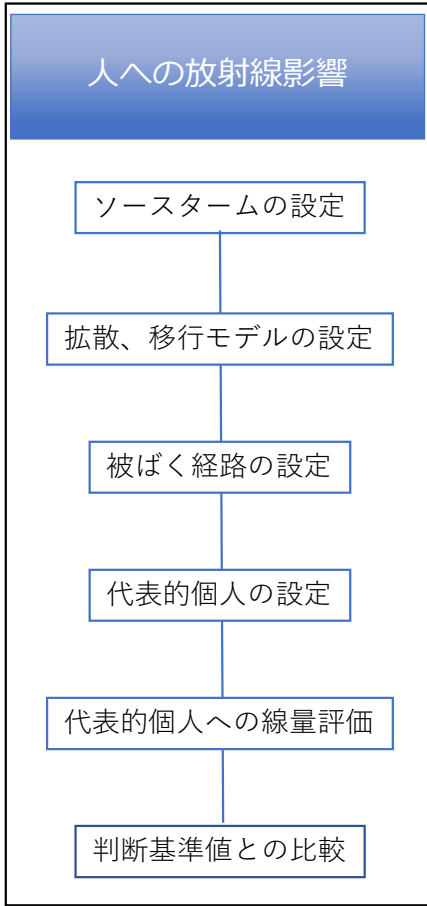 人への放射線影響
ソースタームの設定
拡散、移行モデルの設定
被ばく経路の設定
代表的個人の設定
代表的個人への線量評価
判断基準値との比較